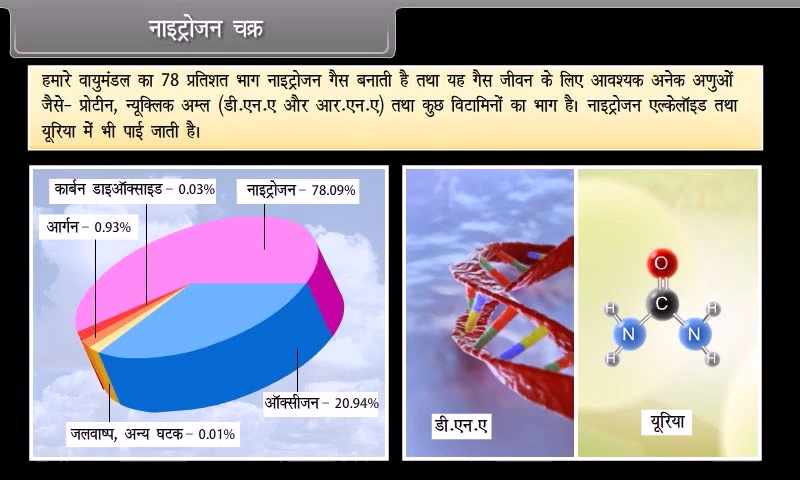 नाइट्रोजन चक्र
हमारे वायुमंडल का 78 प्रतिशत भाग नाइट्रोजन गैस बनाती है तथा यह गैस जीवन के लिए आवश्यक अनेक अणुओं
जैसे- प्रोटीन, न्यूक्लिक अम्ल (डी.एन.ए और आर.एन.ए) तथा कुछ विटामिनों का भाग है। नाइट्रोजन एल्केलॉइड तथा
यूरिया में भी पाई जाती है।
कार्बन डाइऑक्साइड - 0.03%
नाइट्रोजन - 78.09%
आर्गन - 0.93%
ऑक्सीजन - 20.94%
जलवाष्प, अन्य घटक - 0.01%
डी.एन.ए
O
H
H
C
N
N
H
H
यूरिया